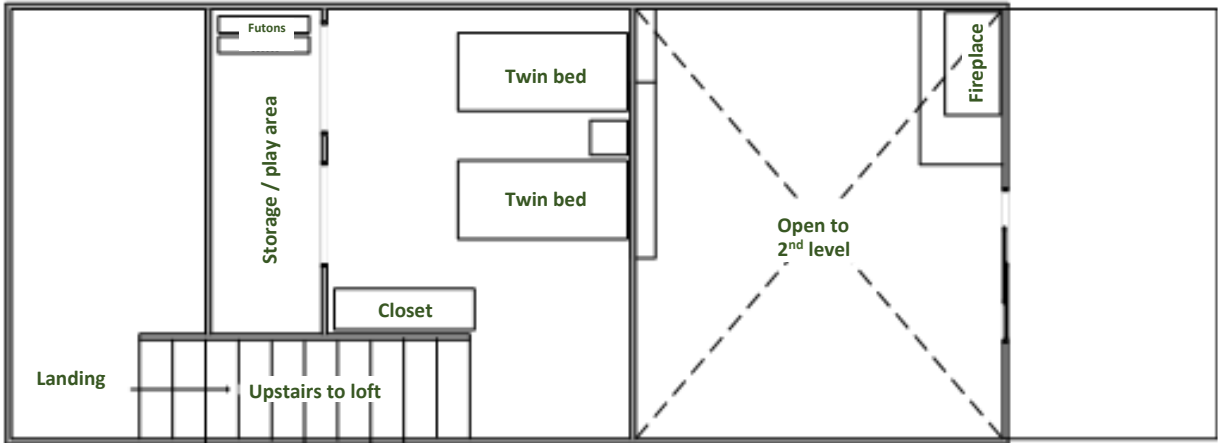 Futons
Storage / play area
Twin bed
Twin bed
Closet
Landing
Upstairs to loft
Open to
2nd level
Fireplace